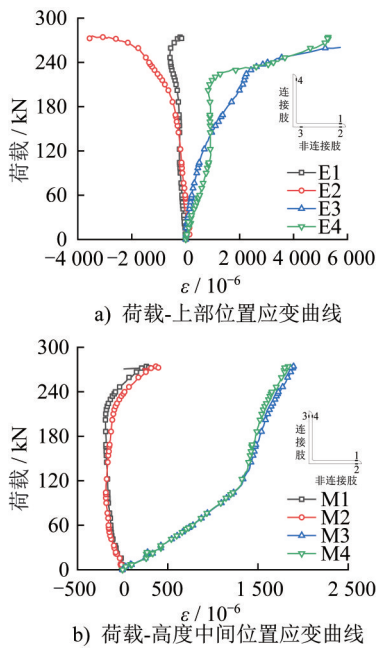 荷载 / kN
300
240
180
120
60
0
4
连接肢
1
3 2
非连接肢
E1
E2
E3
E4
-4 000 -2 000 0 2 000 4 000 6 000
ε / 10⁻⁶
a) 荷载-上部位置应变曲线
荷载 / kN
300
240
180
120
60
0
3 4
连接肢
1
2
非连接肢
M1
M2
M3
M4
-500 0 500 1 500 2 500
ε / 10⁻⁶
b) 荷载-高度中间位置应变曲线